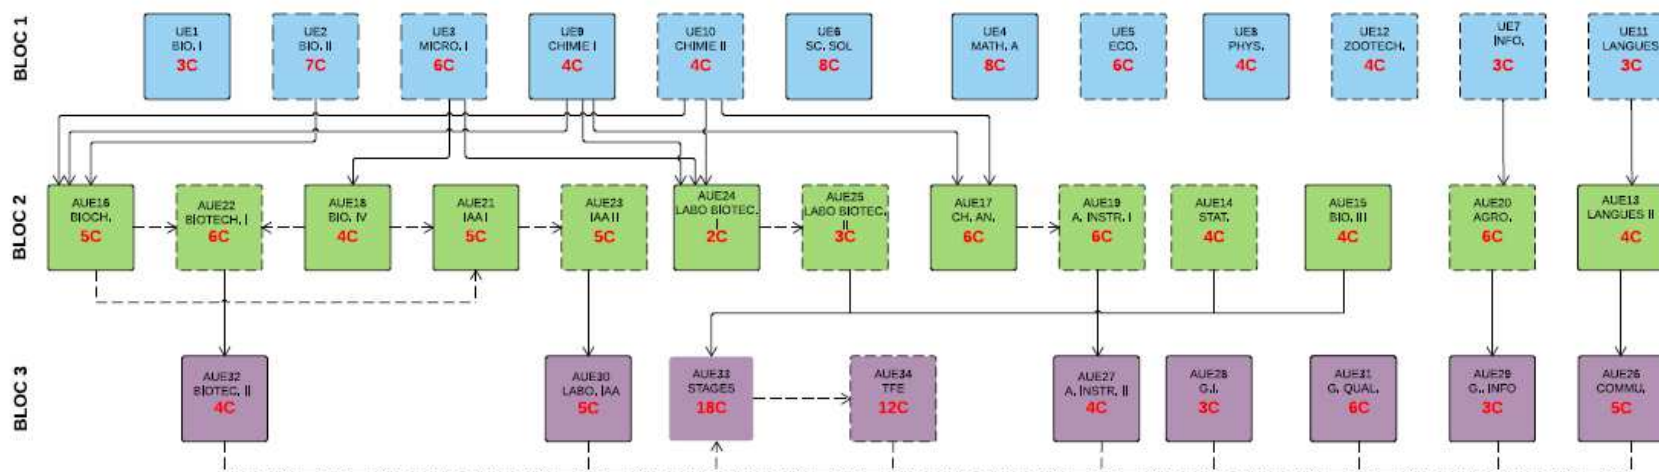 BLOC 1
UE1
BIO. I
3C
UE2
BIO. II
7C
UE3
MICRO. I
6C
UE9
CHIMIE I
4C
UE10
CHIMIE II
4C
UE6
SC. SOL
8C
UE4
MATH. A
8C
UE5
ECO.
6C
UE8
PHYS.
4C
UE12
ZOOTECH.
4C
UE7
INFO.
3C
UE11
LANGUES
3C
BLOC 2
AUE16
BIOCH.
5C
AUE22
BIOTECH. I
6C
AUE18
BIO. IV
4C
AUE21
IAA I
5C
AUE23
IAA II
5C
AUE24
LABO BIOTEC.
I
2C
AUE25
LABO BIOTEC.
II
3C
AUE17
CH. AN.
6C
AUE19
A. INSTR. I
6C
AUE14
STAT.
4C
AUE15
BIO. III
4C
AUE20
AGRO.
6C
AUE13
LANGUES II
4C
BLOC 3
AUE32
BIOTEC. II
4C
AUE30
LABO. IAA
5C
AUE33
STAGES
18C
AUE34
TFE
12C
AUE27
A. INSTR. II
4C
AUE28
G.I.
3C
AUE31
G. QUAL.
6C
AUE29
G.. INFO
3C
AUE26
COMMU.
5C